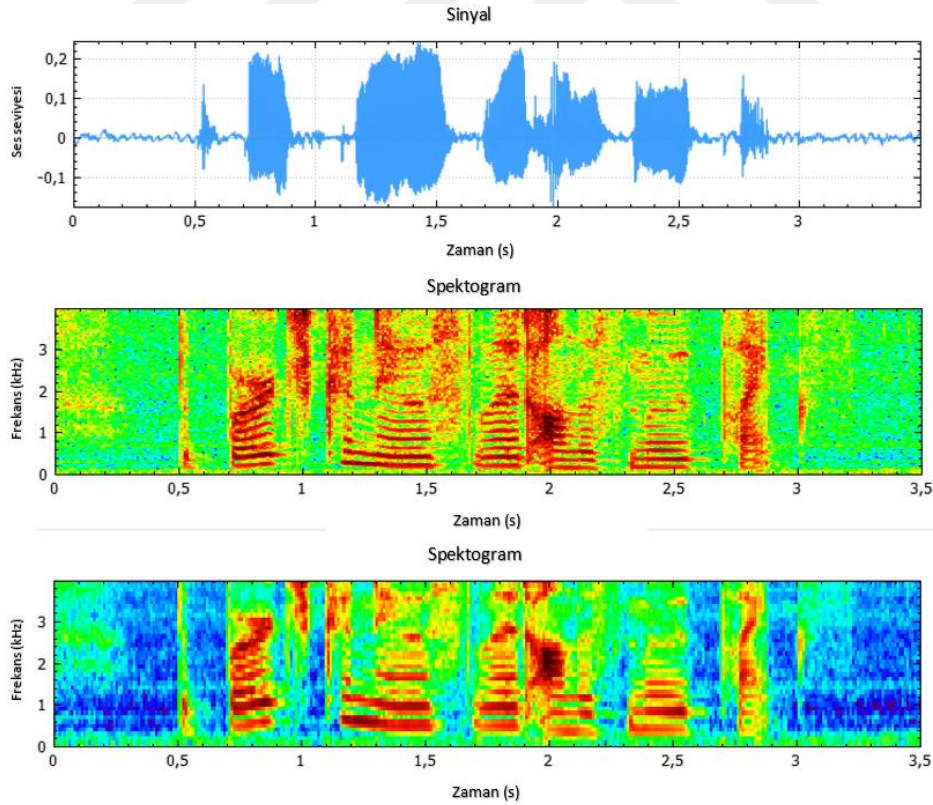 Sinyal
Sesseviyesi
0,2
0,1
0
-0,1
0 0,5 1 1,5 2 2,5 3
Zaman (s)
Spektogram
Frekans (kHz)
3
2
1
0
0 0,5 1 1,5 2 2,5 3 3,5
Zaman (s)
Spektogram
Frekans (kHz)
3
2
1
0
0 0,5 1 1,5 2 2,5 3 3,5
Zaman (s)